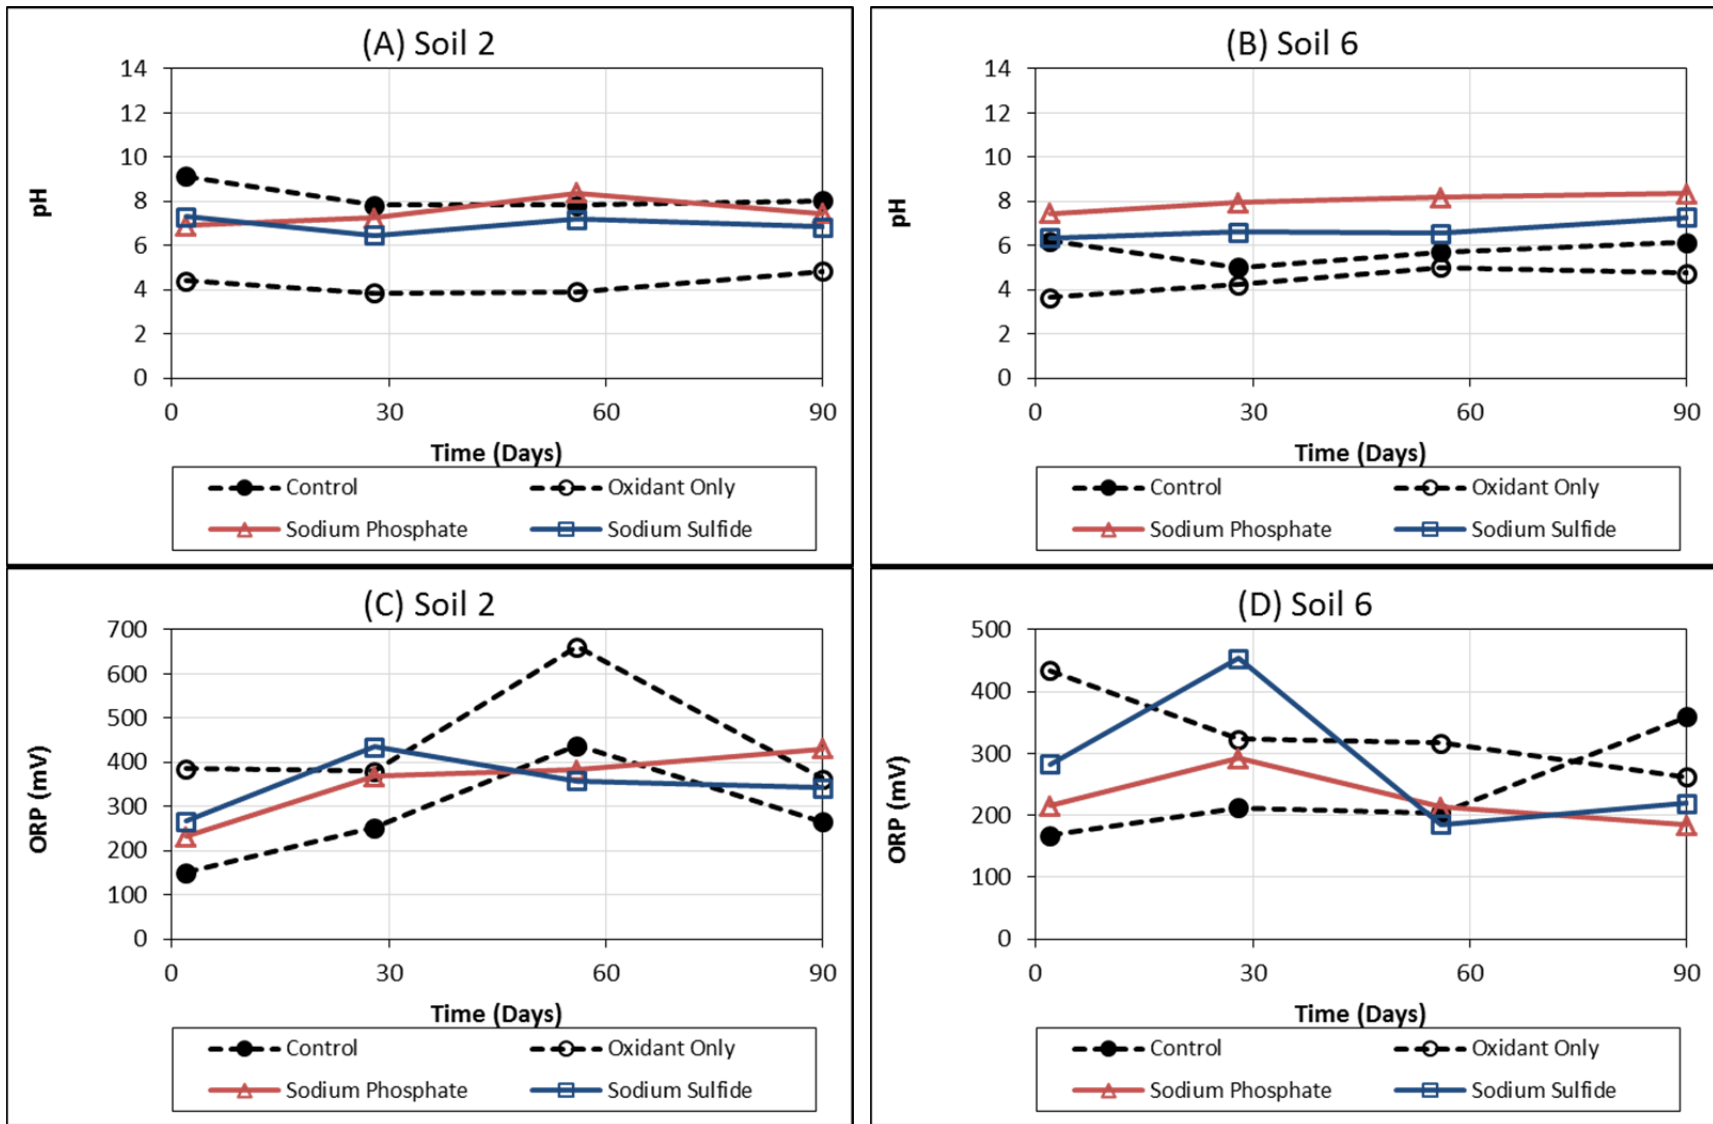 (A) Soil 2
14
12
10
8
6
4
2
0
pH
0 30 60 90
Time (Days)
Control Oxidant Only
Sodium Phosphate Sodium Sulfide
(B) Soil 6
14
12
10
8
6
4
2
0
pH
0 30 60 90
Time (Days)
Control Oxidant Only
Sodium Phosphate Sodium Sulfide
(C) Soil 2
700
600
500
400
300
200
100
0
ORP (mV)
0 30 60 90
Time (Days)
Control Oxidant Only
Sodium Phosphate Sodium Sulfide
(D) Soil 6
500
400
300
200
100
0
ORP (mV)
0 30 60 90
Time (Days)
Control Oxidant Only
Sodium Phosphate Sodium Sulfide